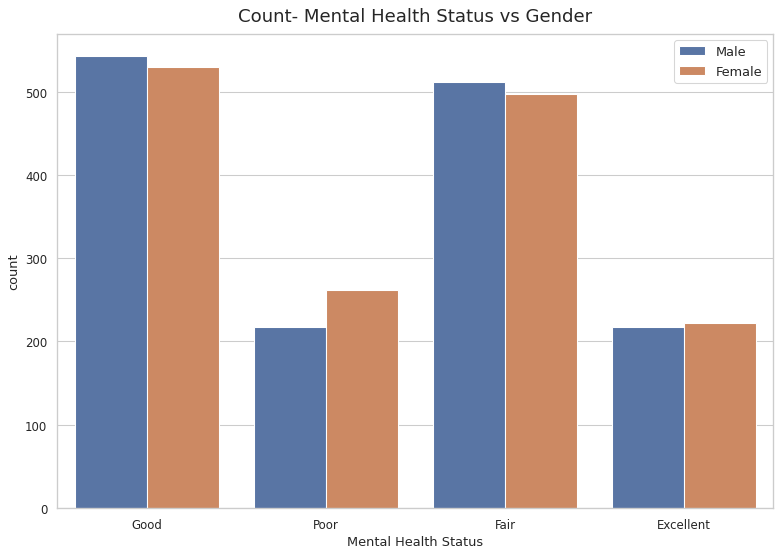 Count- Mental Health Status vs Gender
Male
Female
500
400
300
200
100
0
count
Good Poor Fair Excellent
Mental Health Status